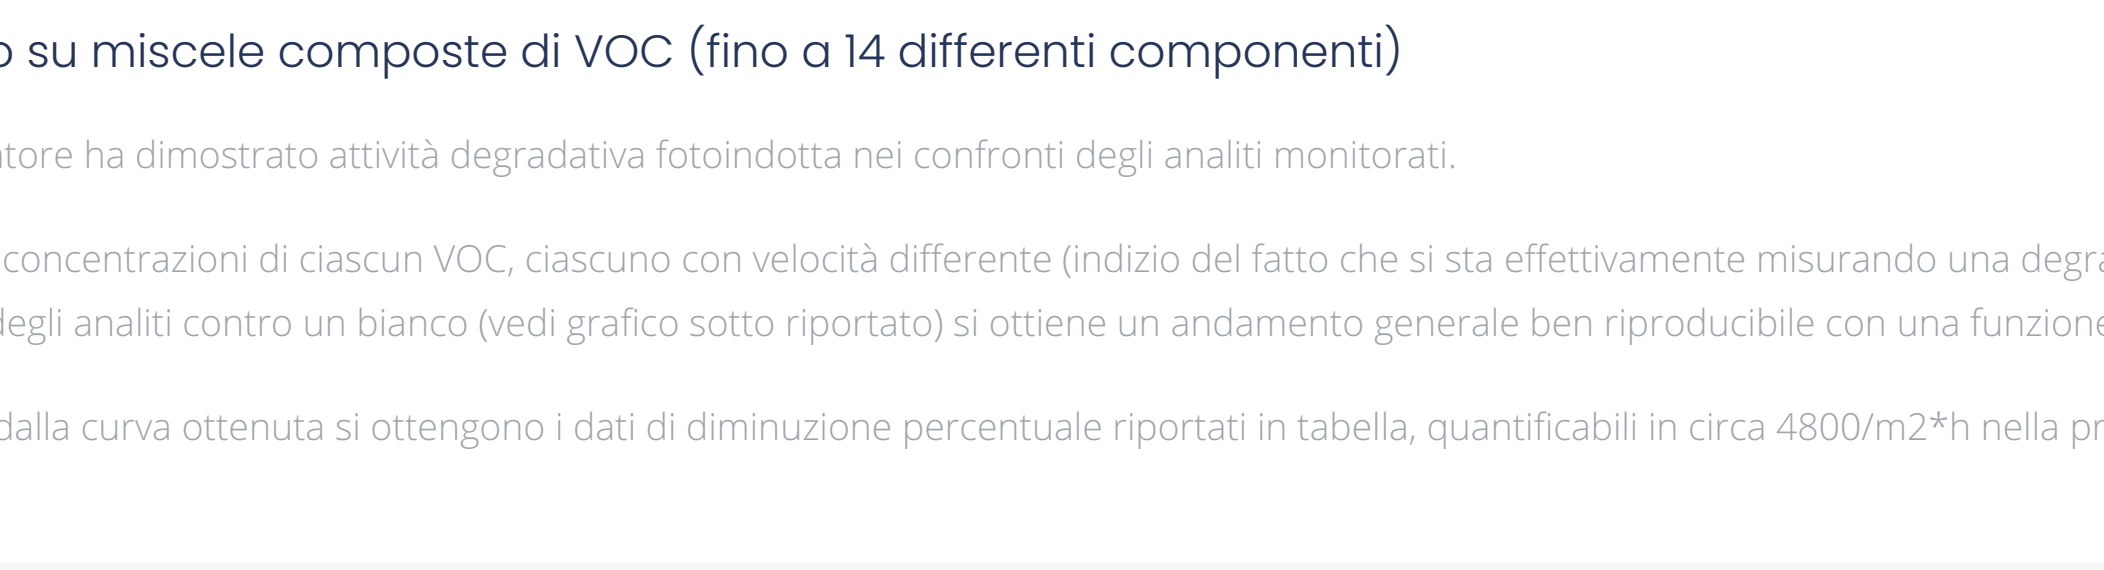 o su miscele composte di VOC (fino a 14 differenti componenti)
atore ha dimostrato attività degradativa fotoindotta nei confronti degli analiti monitorati.
concentrazioni di ciascun VOC, ciascuno con velocità differente (indizio del fatto che si sta effettivamente misurando una degra
degli analiti contro un bianco (vedi grafico sotto riportato) si ottiene un andamento generale ben riproducibile con una funzione
dalla curva ottenuta si ottengono i dati di diminuzione percentuale riportati in tabella, quantificabili in circa 4800/m2*h nella pr